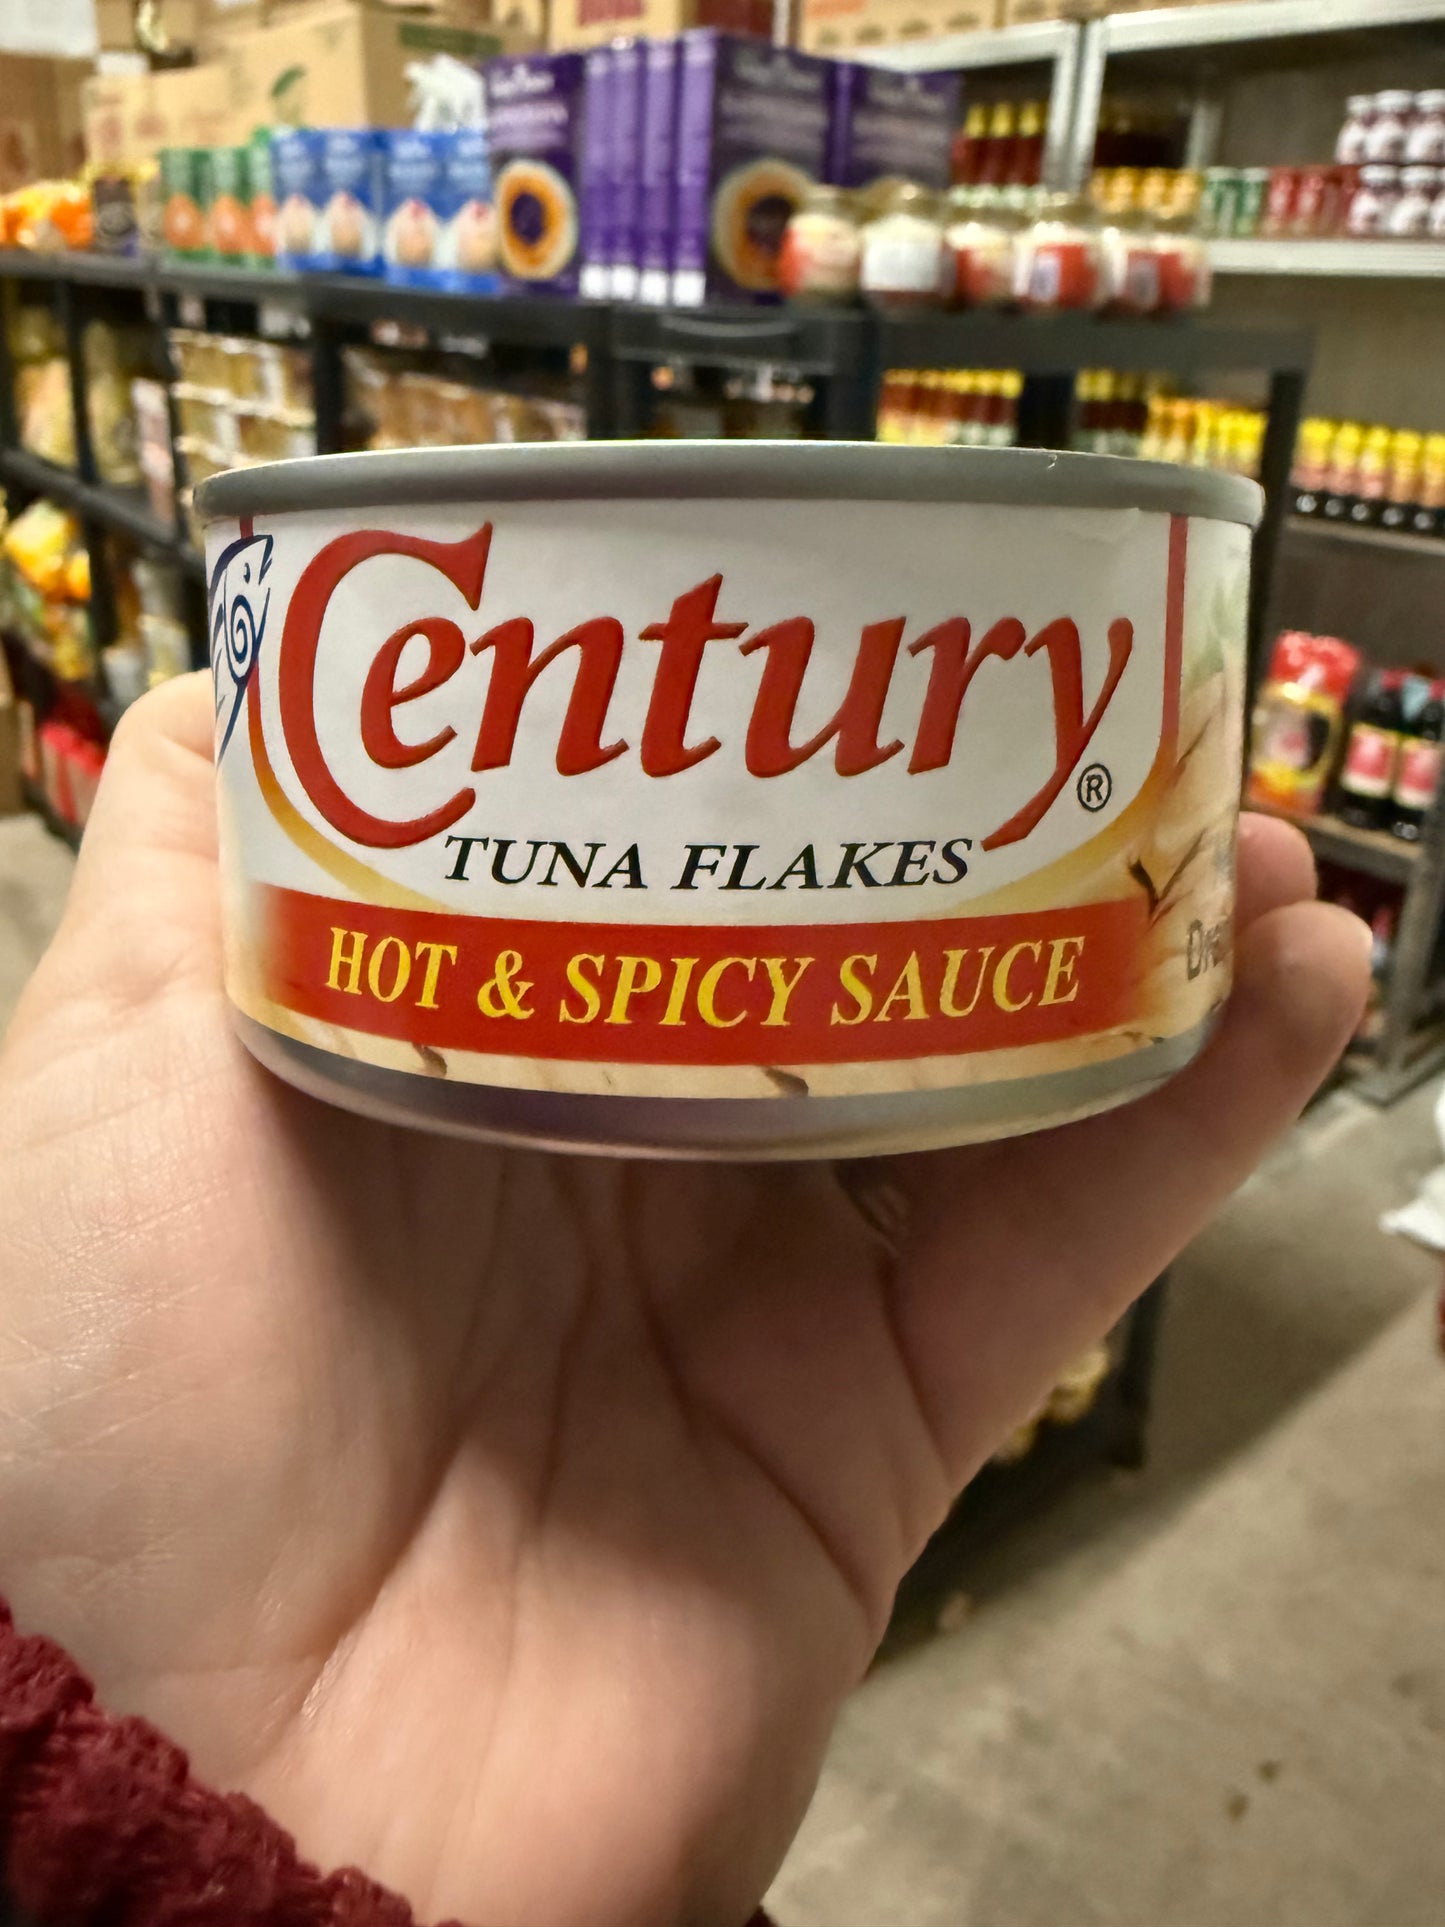 Century®
TUNA FLAKES
HOT & SPICY SAUCE